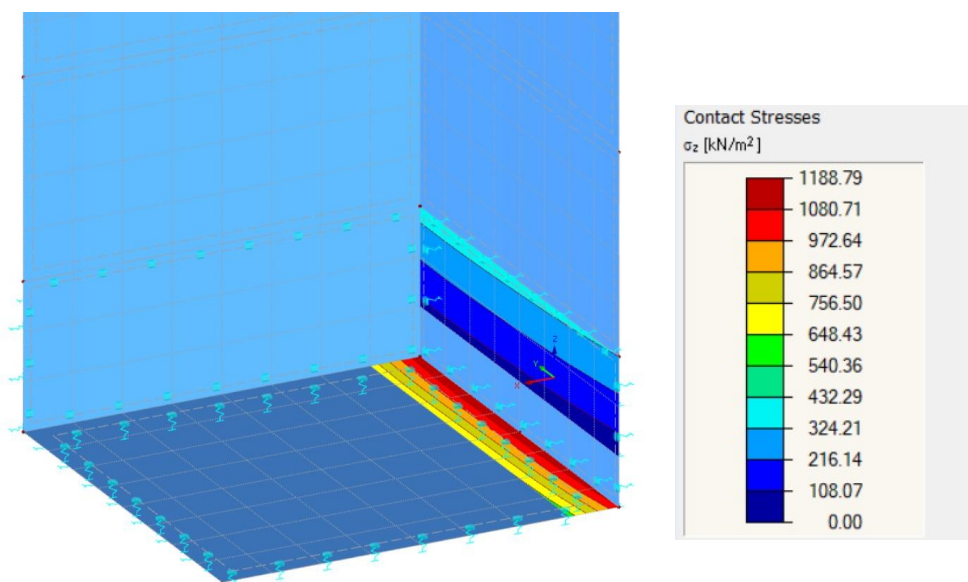 Contact Stresses
σz [kN/m²]
1188.79
1080.71
972.64
864.57
756.50
648.43
540.36
432.29
324.21
216.14
108.07
0.00
Z
Y
X